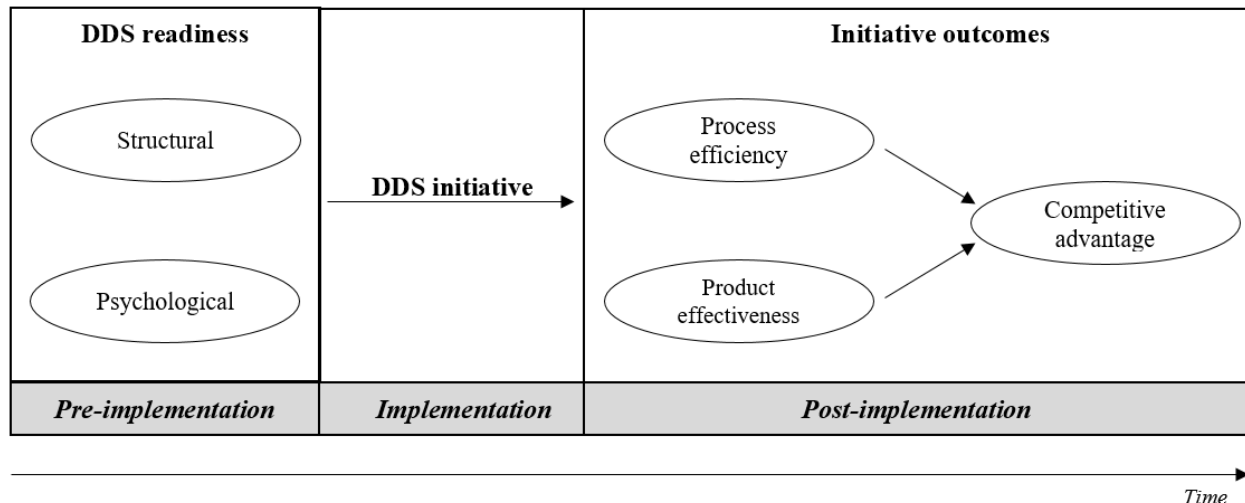 DDS readiness
Structural
Psychological
Pre-implementation
DDS initiative
Implementation
Initiative outcomes
Process
efficiency
Product
effectiveness
Competitive
advantage
Post-implementation
Time